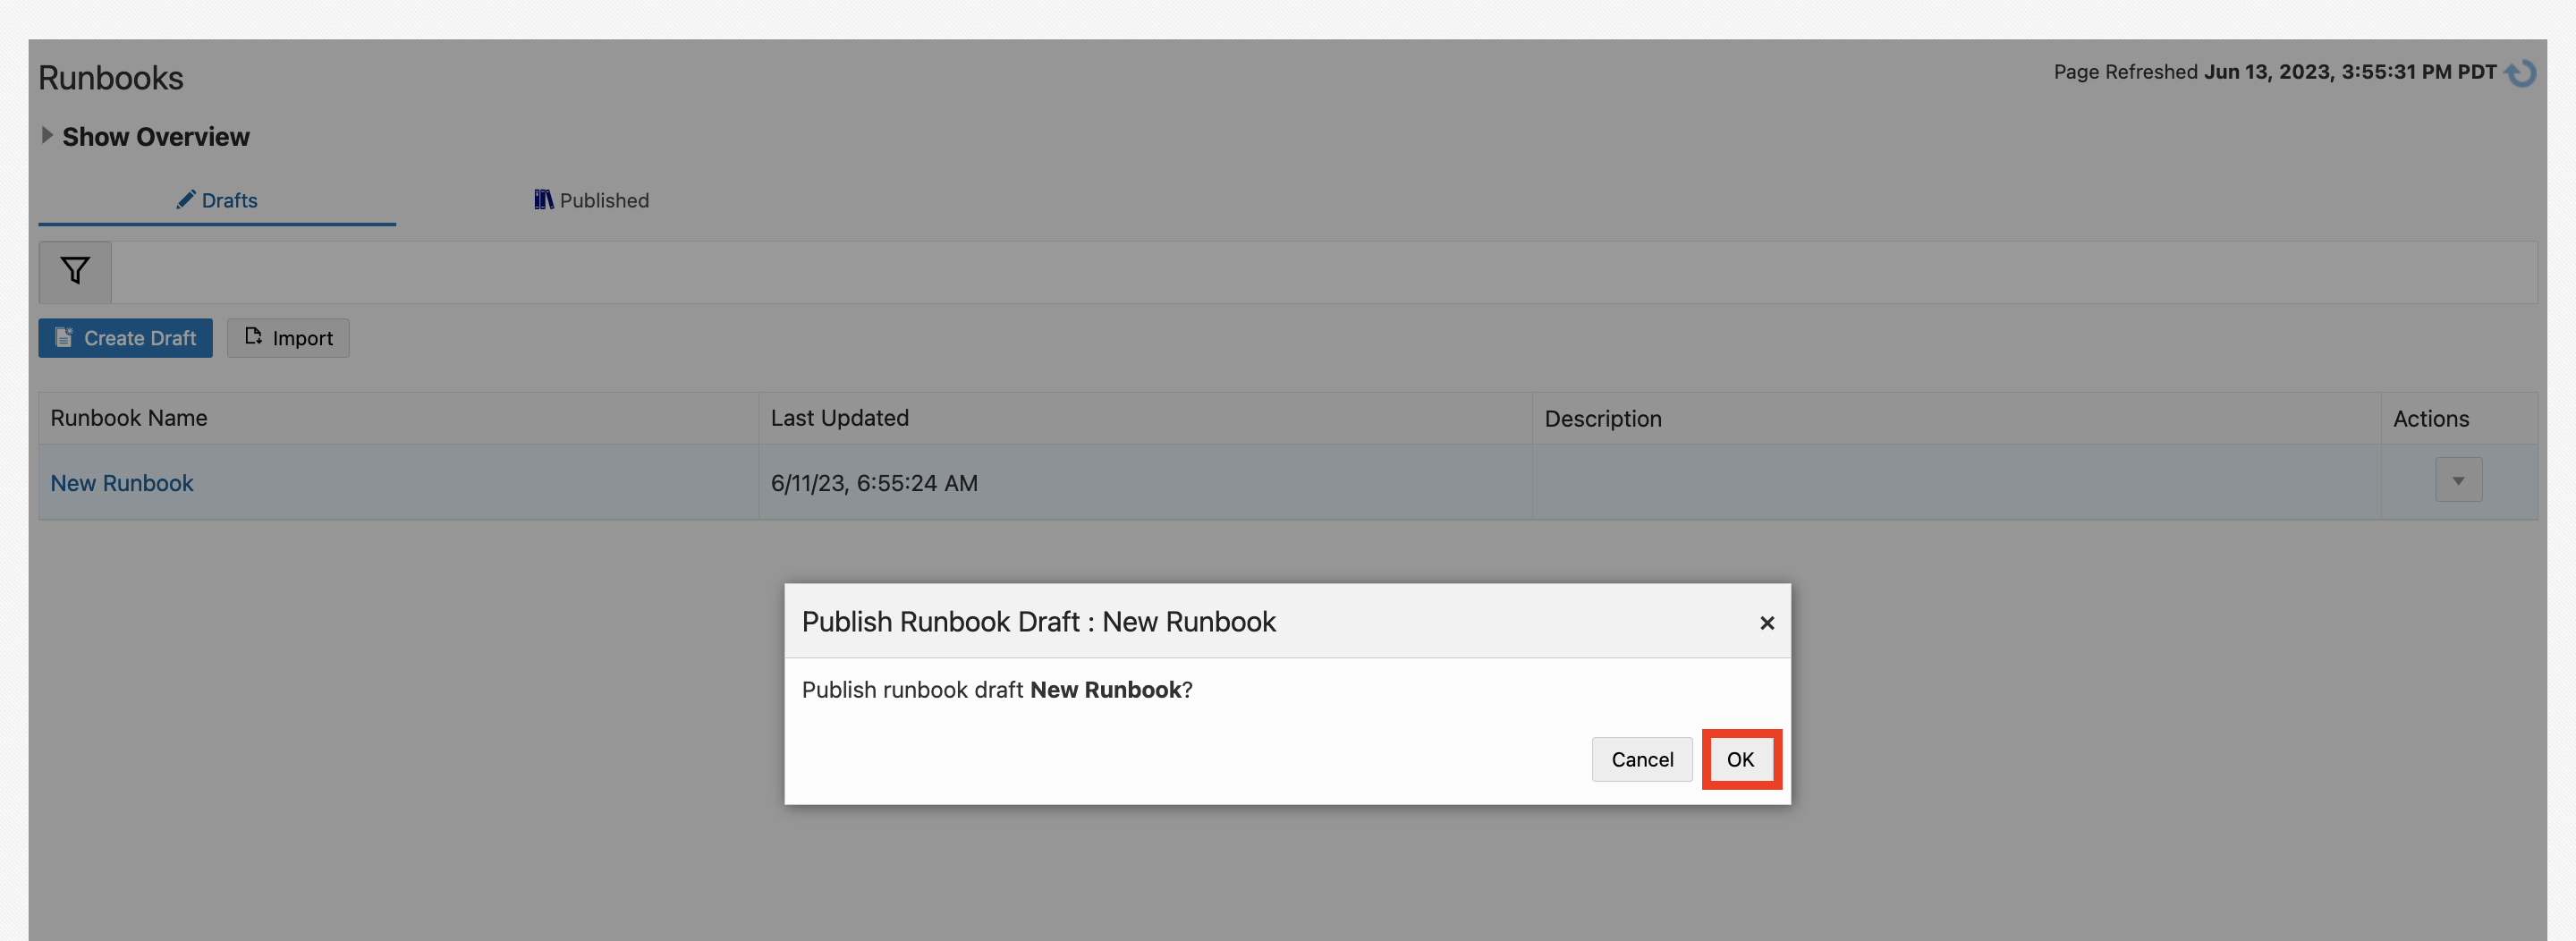 Runbooks
Page Refreshed Jun 13, 2023, 3:55:31 PM PDT
Show Overview
Drafts
Published
Create Draft
Import
Runbook Name
Last Updated
Description
Actions
New Runbook
6/11/23, 6:55:24 AM
Publish Runbook Draft : New Runbook
Publish runbook draft New Runbook?
Cancel
OK